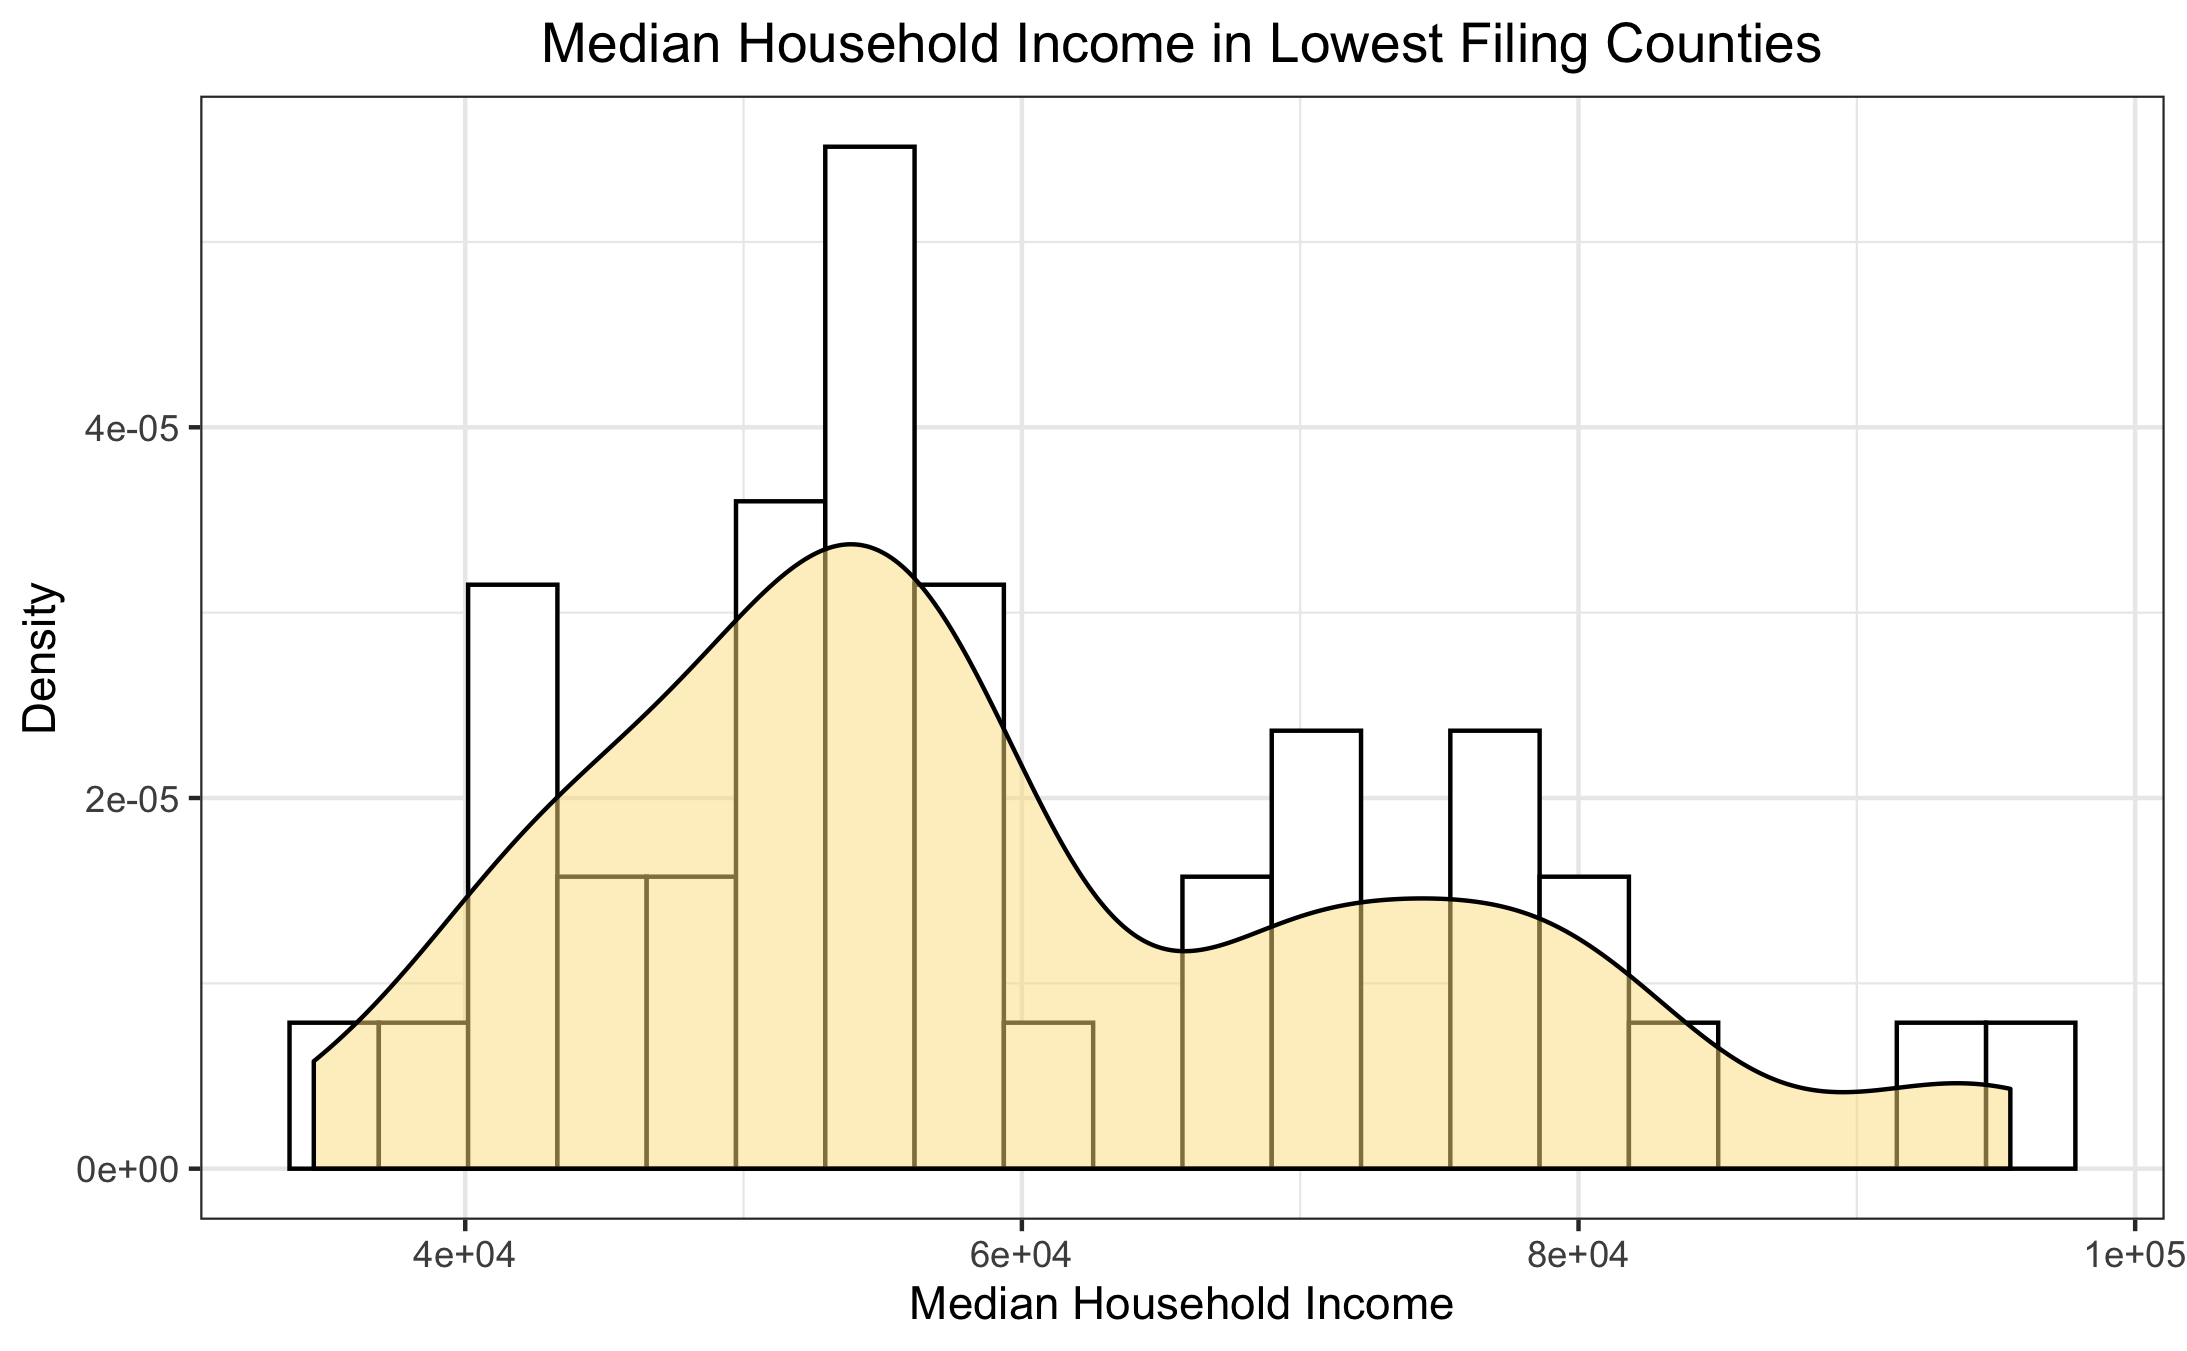 Median Household Income in Lowest Filing Counties
Density
4e-05
2e-05
0e+00
4e+04 6e+04 8e+04 1e+05
Median Household Income